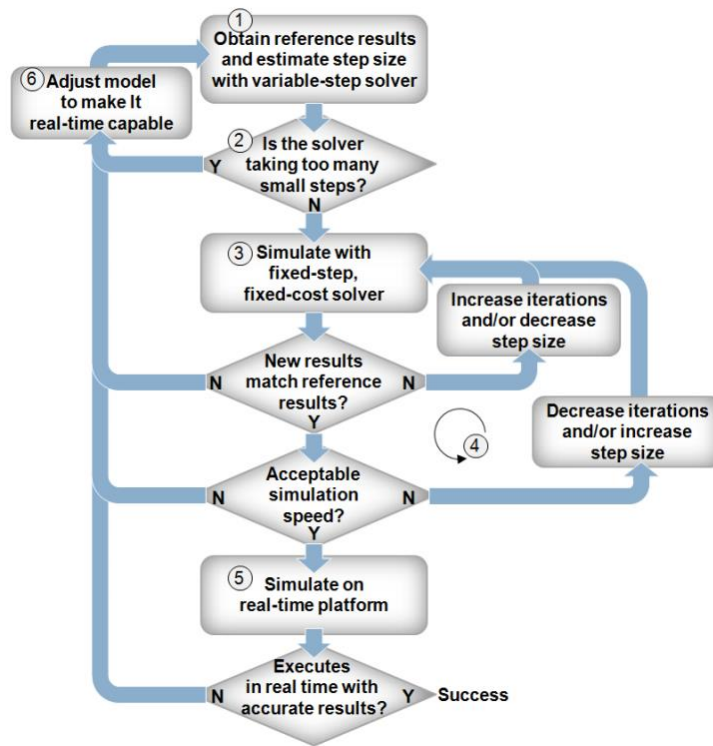 1
Obtain reference results
and estimate step size
with variable-step solver
6 Adjust model
to make It
real-time capable
2 Is the solver
taking too many
small steps?
Y
N
3 Simulate with
fixed-step,
fixed-cost solver
Increase iterations
and/or decrease
step size
New results
match reference
results?
N
N
Y
Decrease iterations
and/or increase
step size
4
Acceptable
simulation
speed?
N
N
Y
5 Simulate on
real-time platform
Executes
in real time with
accurate results?
N
Y Success